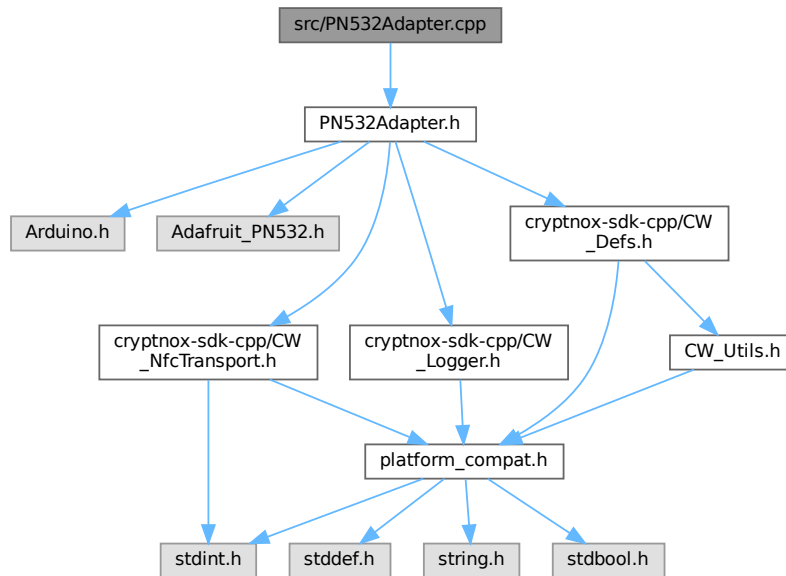 src/PN532Adapter.cpp
PN532Adapter.h
Arduino.h
Adafruit_PN532.h
cryptnox-sdk-cpp/CW
_Defs.h
cryptnox-sdk-cpp/CW
_NfcTransport.h
cryptnox-sdk-cpp/CW
_Logger.h
CW_Utils.h
platform_compat.h
stdint.h
stddef.h
string.h
stdbool.h